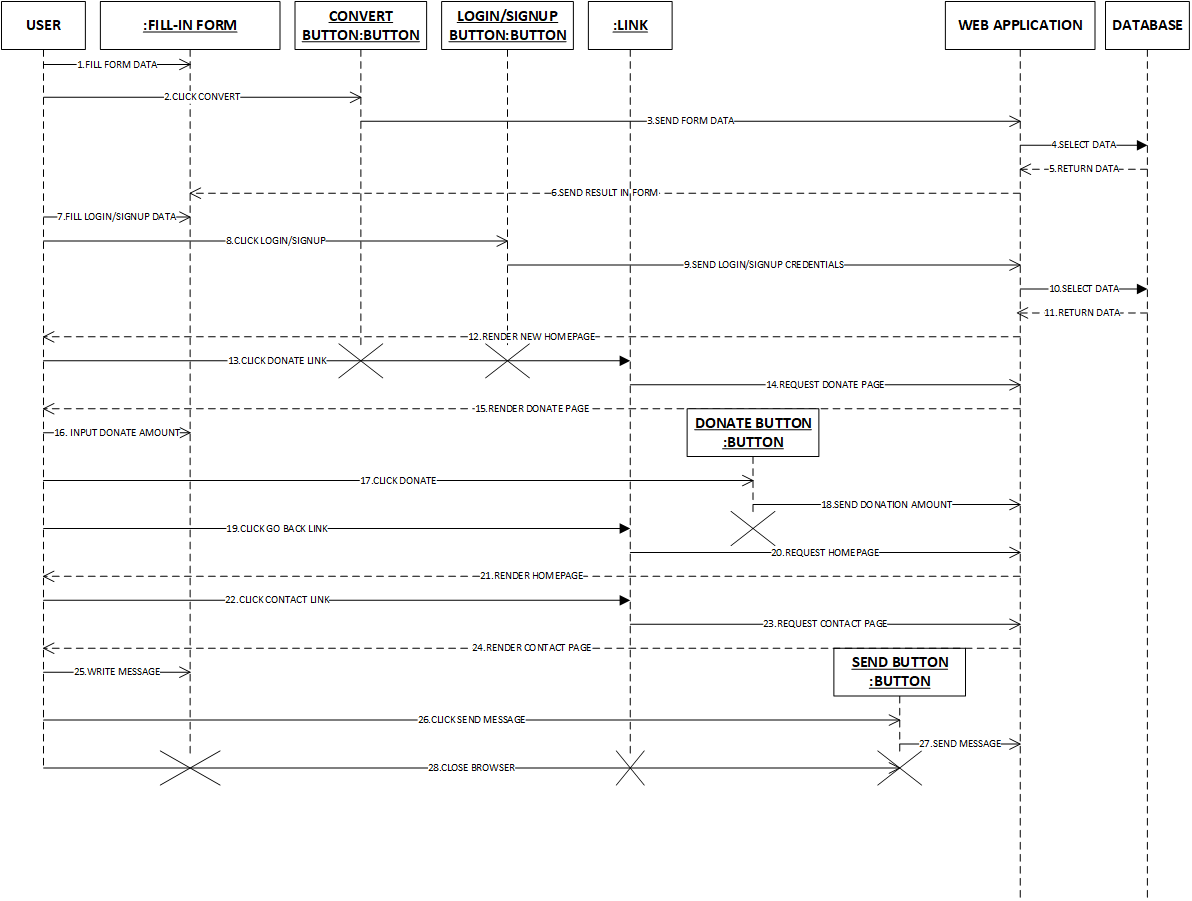 USER
:FILL-IN FORM
CONVERT
BUTTON:BUTTON
LOGIN/SIGNUP
BUTTON:BUTTON
:LINK
WEB APPLICATION
DATABASE
1.FILL FORM DATA
2.CLICK CONVERT
3.SEND FORM DATA
4.SELECT DATA
5.RETURN DATA
6.SEND RESULT IN FORM
7.FILL LOGIN/SIGNUP DATA
8.CLICK LOGIN/SIGNUP
9.SEND LOGIN/SIGNUP CREDENTIALS
10.SELECT DATA
11.RETURN DATA
12.RENDER NEW HOMEPAGE
13.CLICK DONATE LINK
14.REQUEST DONATE PAGE
15.RENDER DONATE PAGE
DONATE BUTTON
:BUTTON
16. INPUT DONATE AMOUNT
17.CLICK DONATE
18.SEND DONATION AMOUNT
19.CLICK GO BACK LINK
20.REQUEST HOMEPAGE
21.RENDER HOMEPAGE
22.CLICK CONTACT LINK
23.REQUEST CONTACT PAGE
24.RENDER CONTACT PAGE
SEND BUTTON
:BUTTON
25.WRITE MESSAGE
26.CLICK SEND MESSAGE
27.SEND MESSAGE
28.CLOSE BROWSER